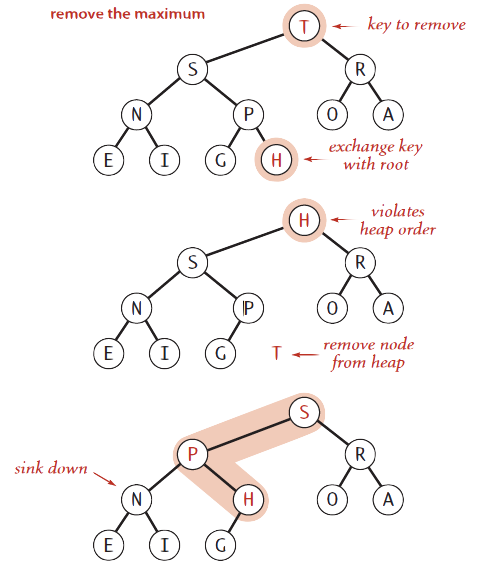 remove the maximum
T
key to remove
S
R
N
P
O
A
E
I
G
H
exchange key
with root
H
violates
heap order
S
R
N
P
O
A
E
I
G
T
remove node
from heap
S
P
R
sink down
N
H
O
A
E
I
G